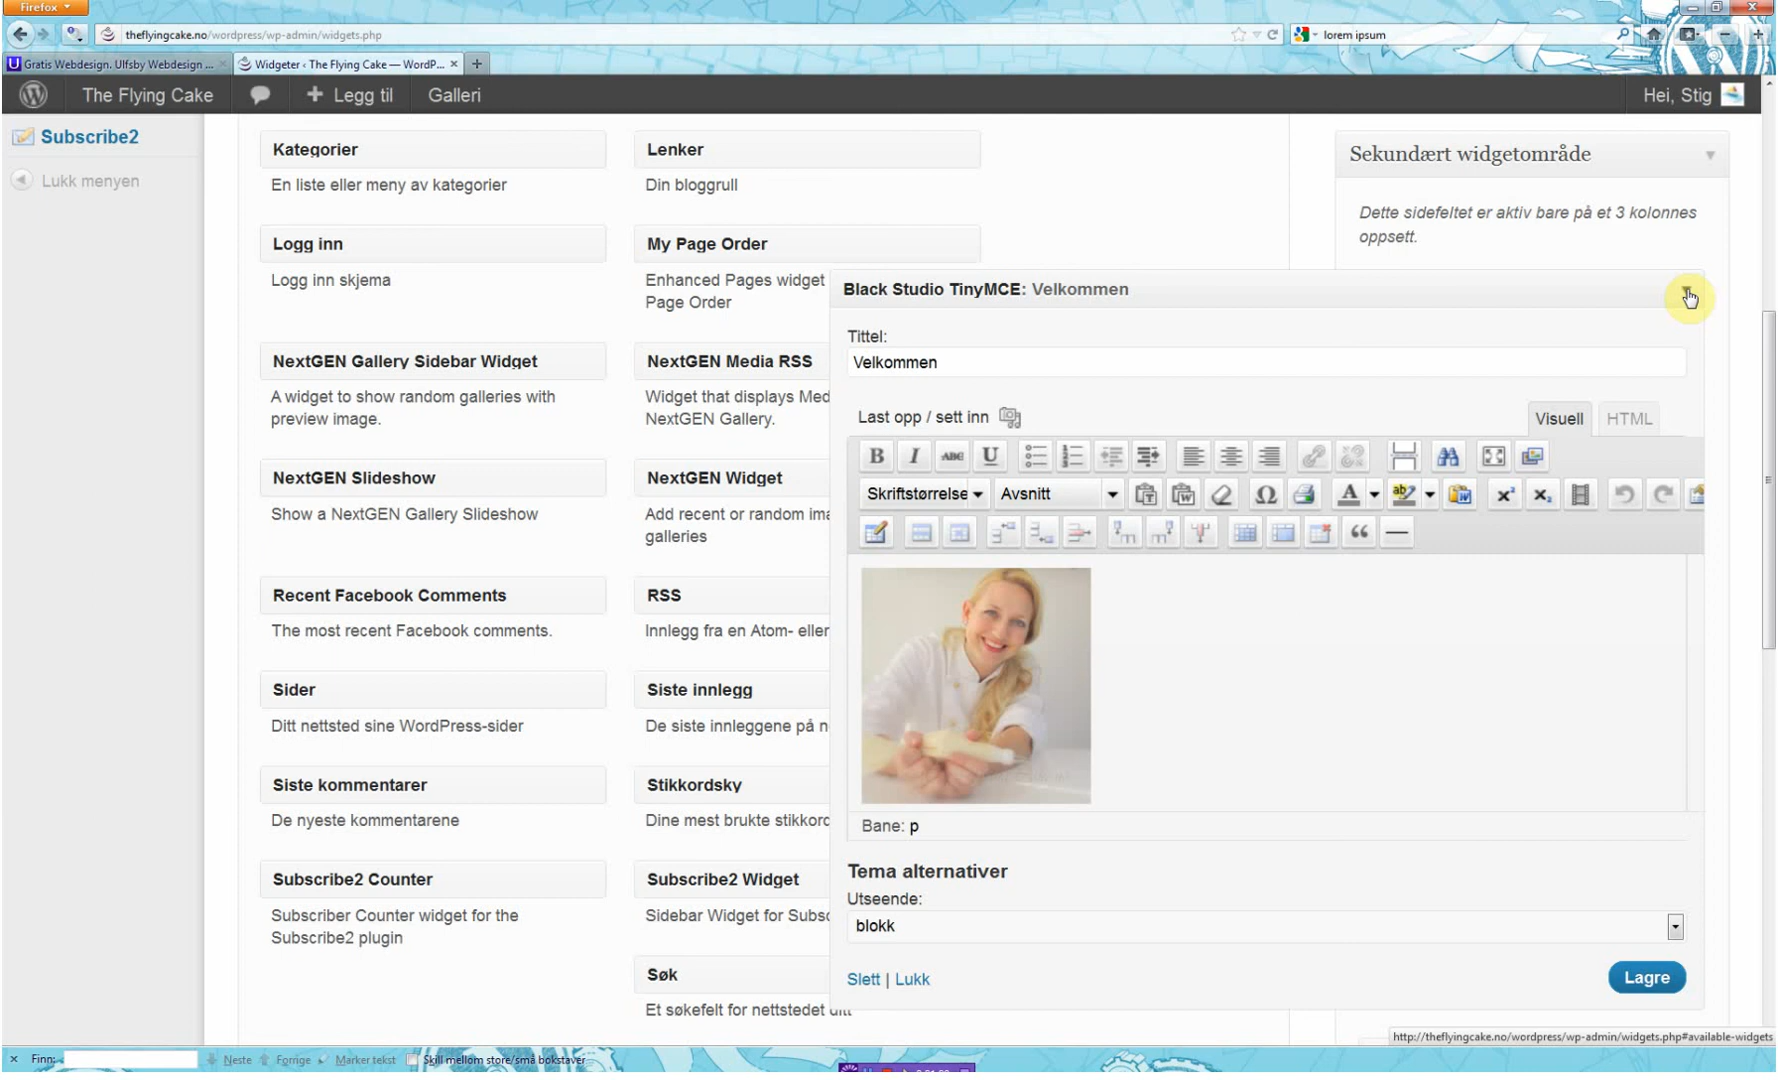 Firefox
theflyingcake.no/wordpress/wp-admin/widgets.php
lorem ipsum
Gratis Webdesign. Ulfsby Webdesign ...
Widgeter ‹ The Flying Cake — WordP...
The Flying Cake
Legg til
Galleri
Hei, Stig
Subscribe2
Lukk menyen
Kategorier
En liste eller meny av kategorier
Lenker
Din bloggrull
Logg inn
Logg inn skjema
My Page Order
Enhanced Pages widget
Page Order
NextGEN Gallery Sidebar Widget
A widget to show random galleries with
preview image.
NextGEN Media RSS
Widget that displays Med
NextGEN Gallery.
NextGEN Slideshow
Show a NextGEN Gallery Slideshow
NextGEN Widget
Add recent or random ima
galleries
Recent Facebook Comments
The most recent Facebook comments.
RSS
Innlegg fra en Atom- eller
Sider
Ditt nettsted sine WordPress-sider
Siste innlegg
De siste innleggene på n
Siste kommentarer
De nyeste kommentarene
Stikkordsky
Dine mest brukte stikkord
Subscribe2 Counter
Subscriber Counter widget for the
Subscribe2 plugin
Subscribe2 Widget
Sidebar Widget for Subsc
Søk
Et søkefelt for nettstedet ditt
Sekundært widgetområde
Dette sidefeltet er aktiv bare på et 3 kolonnes
oppsett.
Black Studio TinyMCE: Velkommen
Tittel:
Velkommen
Last opp / sett inn
Visuell
HTML
B I ABC U
Skriftstørrelse
Avsnitt
Bane: p
Tema alternativer
Utseende:
blokk
Slett | Lukk
Lagre
http://theflyingcake.no/wordpress/wp-admin/widgets.php#available-widgets
Finn:
Neste
Forrige
Marker tekst
Skill mellom store/små bokstaver